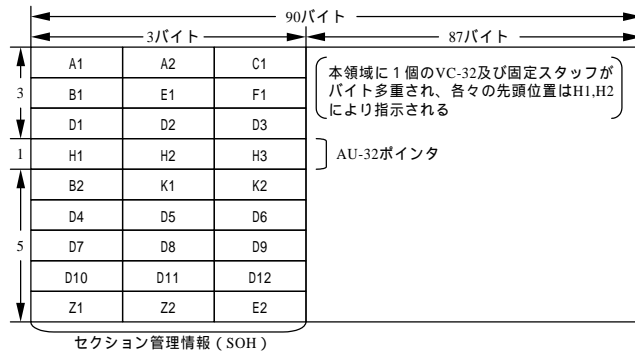 90バイト
3バイト 87バイト
A1 A2 C1
B1 E1 F1
D1 D2 D3
本領域に１個のVC-32及び固定スタッフが
バイト多重され、各々の先頭位置はH1,H2
により指示される
3
1 H1 H2 H3 AU-32ポインタ
B2 K1 K2
D4 D5 D6
5 D7 D8 D9
D10 D11 D12
Z1 Z2 E2
セクション管理情報（SOH）